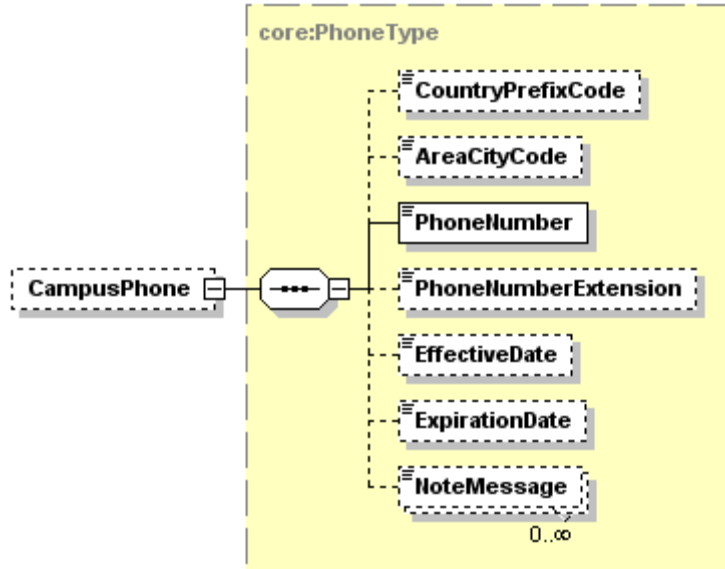 core:PhoneType
CountryPrefixCode
AreaCityCode
PhoneNumber
CampusPhone
PhoneNumberExtension
EffectiveDate
ExpirationDate
NoteMessage
0..∞